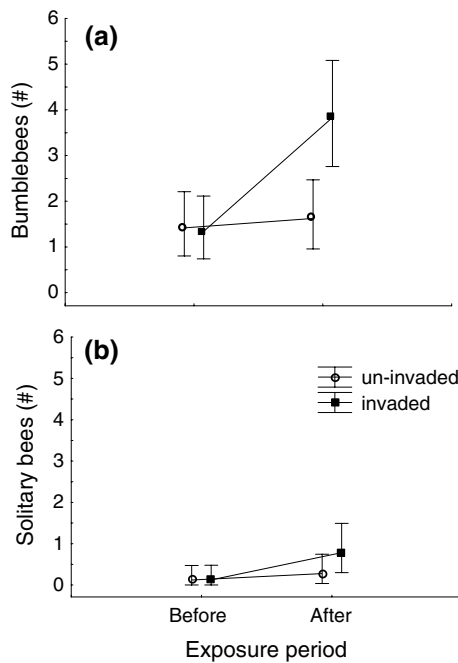 (a)
Bumblebees (#)
6
5
4
3
2
1
0
(b)
Solitary bees (#)
6
5
4
3
2
1
0
un-invaded
invaded
Before After
Exposure period